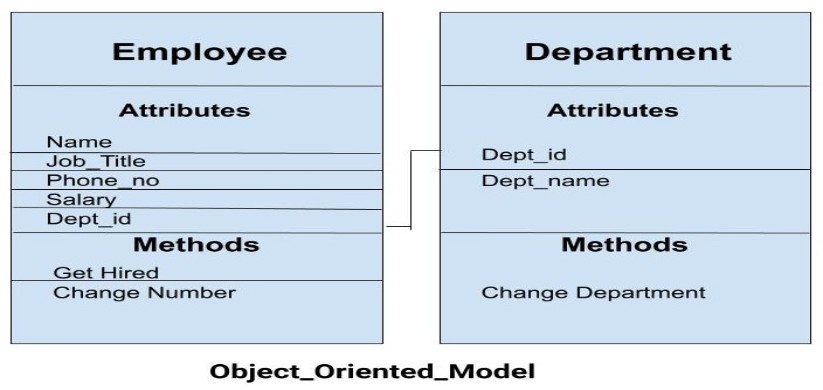 Employee
Attributes
Name
Job_Title
Phone_no
Salary
Dept_id
Methods
Get Hired
Change Number
Department
Attributes
Dept_id
Dept_name
Methods
Change Department
Object_Oriented_Model